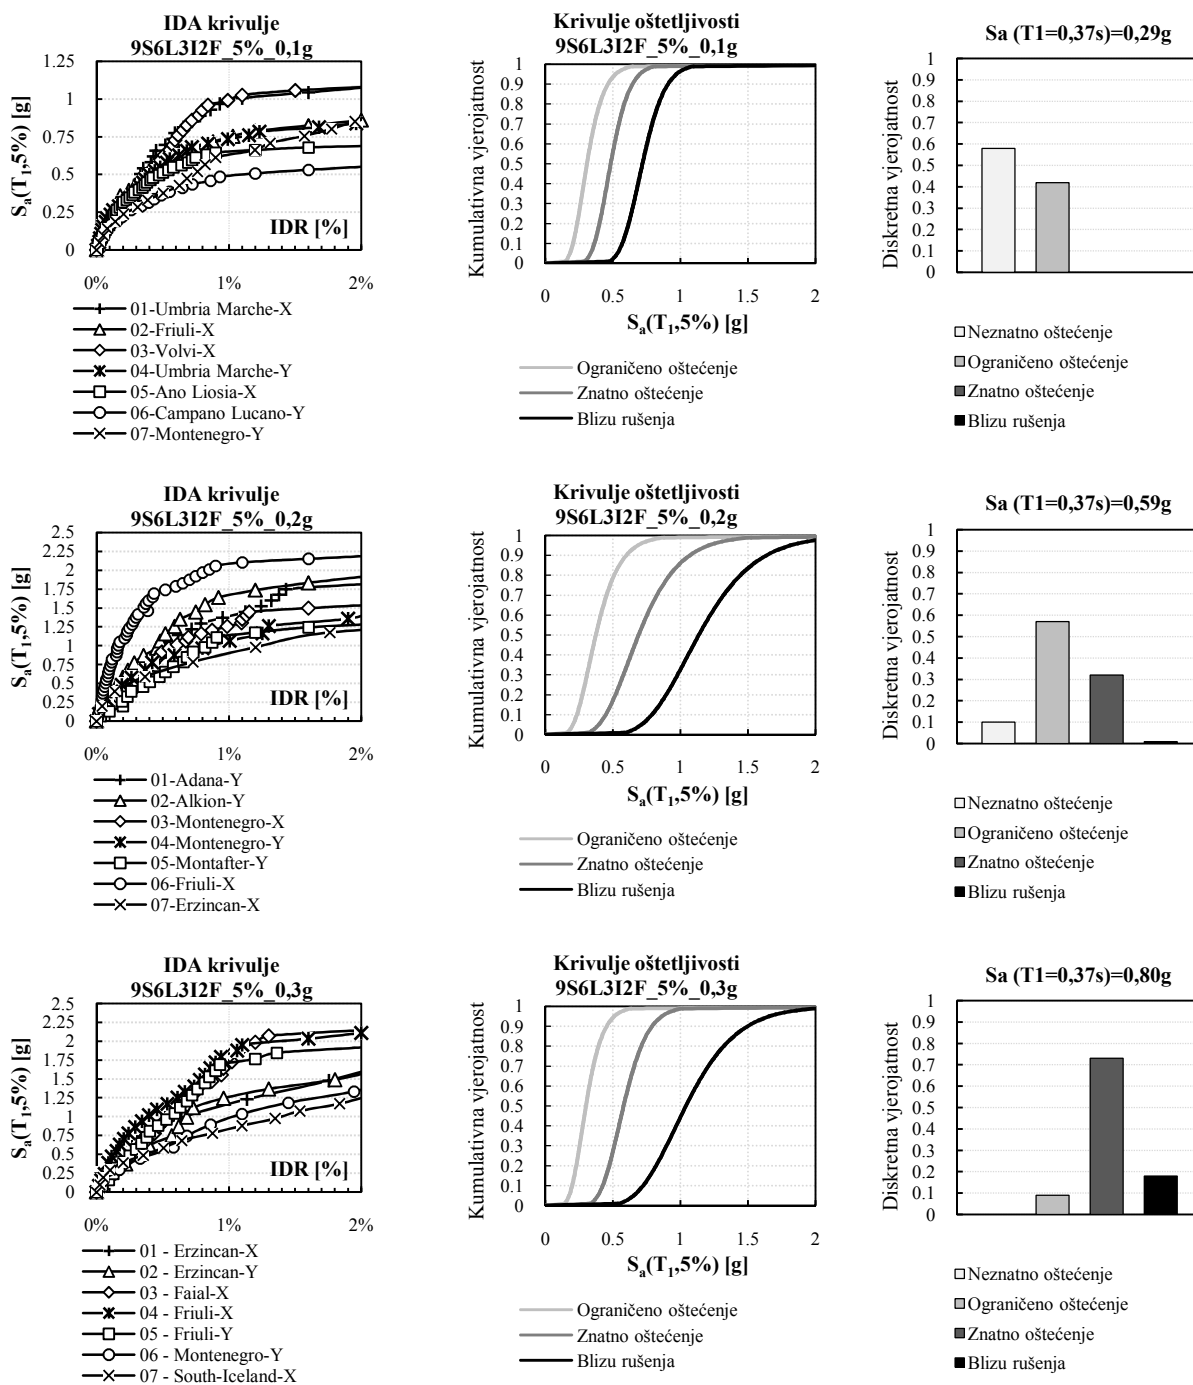 IDA krivulje
9S6L3I2F_5%_0,1g
1.25
1
0.75
0.5
0.25
0
Sa(T1,5%) [g]
IDR [%]
0%
1%
2%
01-Umbria Marche-X
02-Friuli-X
03-Volvi-X
04-Umbria Marche-Y
05-Ano Liosia-X
06-Campano Lucano-Y
07-Montenegro-Y
Krivulje oštetljivosti
9S6L3I2F_5%_0,1g
Kumulativna vjerojatnost
1
0.9
0.8
0.7
0.6
0.5
0.4
0.3
0.2
0.1
0
0
0.5
1
1.5
2
Sa(T1,5%) [g]
Ograničeno oštećenje
Znatno oštećenje
Blizu rušenja
Sa (T1=0,37s)=0,29g
Diskretna vjerojatnost
1
0.9
0.8
0.7
0.6
0.5
0.4
0.3
0.2
0.1
0
Neznatno oštećenje
Ograničeno oštećenje
Znatno oštećenje
Blizu rušenja
IDA krivulje
9S6L3I2F_5%_0,2g
2.5
2.25
2
1.75
1.5
1.25
1
0.75
0.5
0.25
0
Sa(T1,5%) [g]
IDR [%]
0%
1%
2%
01-Adana-Y
02-Alkion-Y
03-Montenegro-X
04-Montenegro-Y
05-Montafter-Y
06-Friuli-X
07-Erzincan-X
Krivulje oštetljivosti
9S6L3I2F_5%_0,2g
Kumulativna vjerojatnost
1
0.9
0.8
0.7
0.6
0.5
0.4
0.3
0.2
0.1
0
0
0.5
1
1.5
2
Sa(T1,5%) [g]
Ograničeno oštećenje
Znatno oštećenje
Blizu rušenja
Sa (T1=0,37s)=0,59g
Diskretna vjerojatnost
1
0.9
0.8
0.7
0.6
0.5
0.4
0.3
0.2
0.1
0
Neznatno oštećenje
Ograničeno oštećenje
Znatno oštećenje
Blizu rušenja
IDA krivulje
9S6L3I2F_5%_0,3g
2.5
2.25
2
1.75
1.5
1.25
1
0.75
0.5
0.25
0
Sa(T1,5%) [g]
IDR [%]
0%
1%
2%
01 - Erzincan-X
02 - Erzincan-Y
03 - Faial-X
04 - Friuli-X
05 - Friuli-Y
06 - Montenegro-Y
07 - South-Iceland-X
Krivulje oštetljivosti
9S6L3I2F_5%_0,3g
Kumulativna vjerojatnost
1
0.9
0.8
0.7
0.6
0.5
0.4
0.3
0.2
0.1
0
0
0.5
1
1.5
2
Sa(T1,5%) [g]
Ograničeno oštećenje
Znatno oštećenje
Blizu rušenja
Sa (T1=0,37s)=0,80g
Diskretna vjerojatnost
1
0.9
0.8
0.7
0.6
0.5
0.4
0.3
0.2
0.1
0
Neznatno oštećenje
Ograničeno oštećenje
Znatno oštećenje
Blizu rušenja